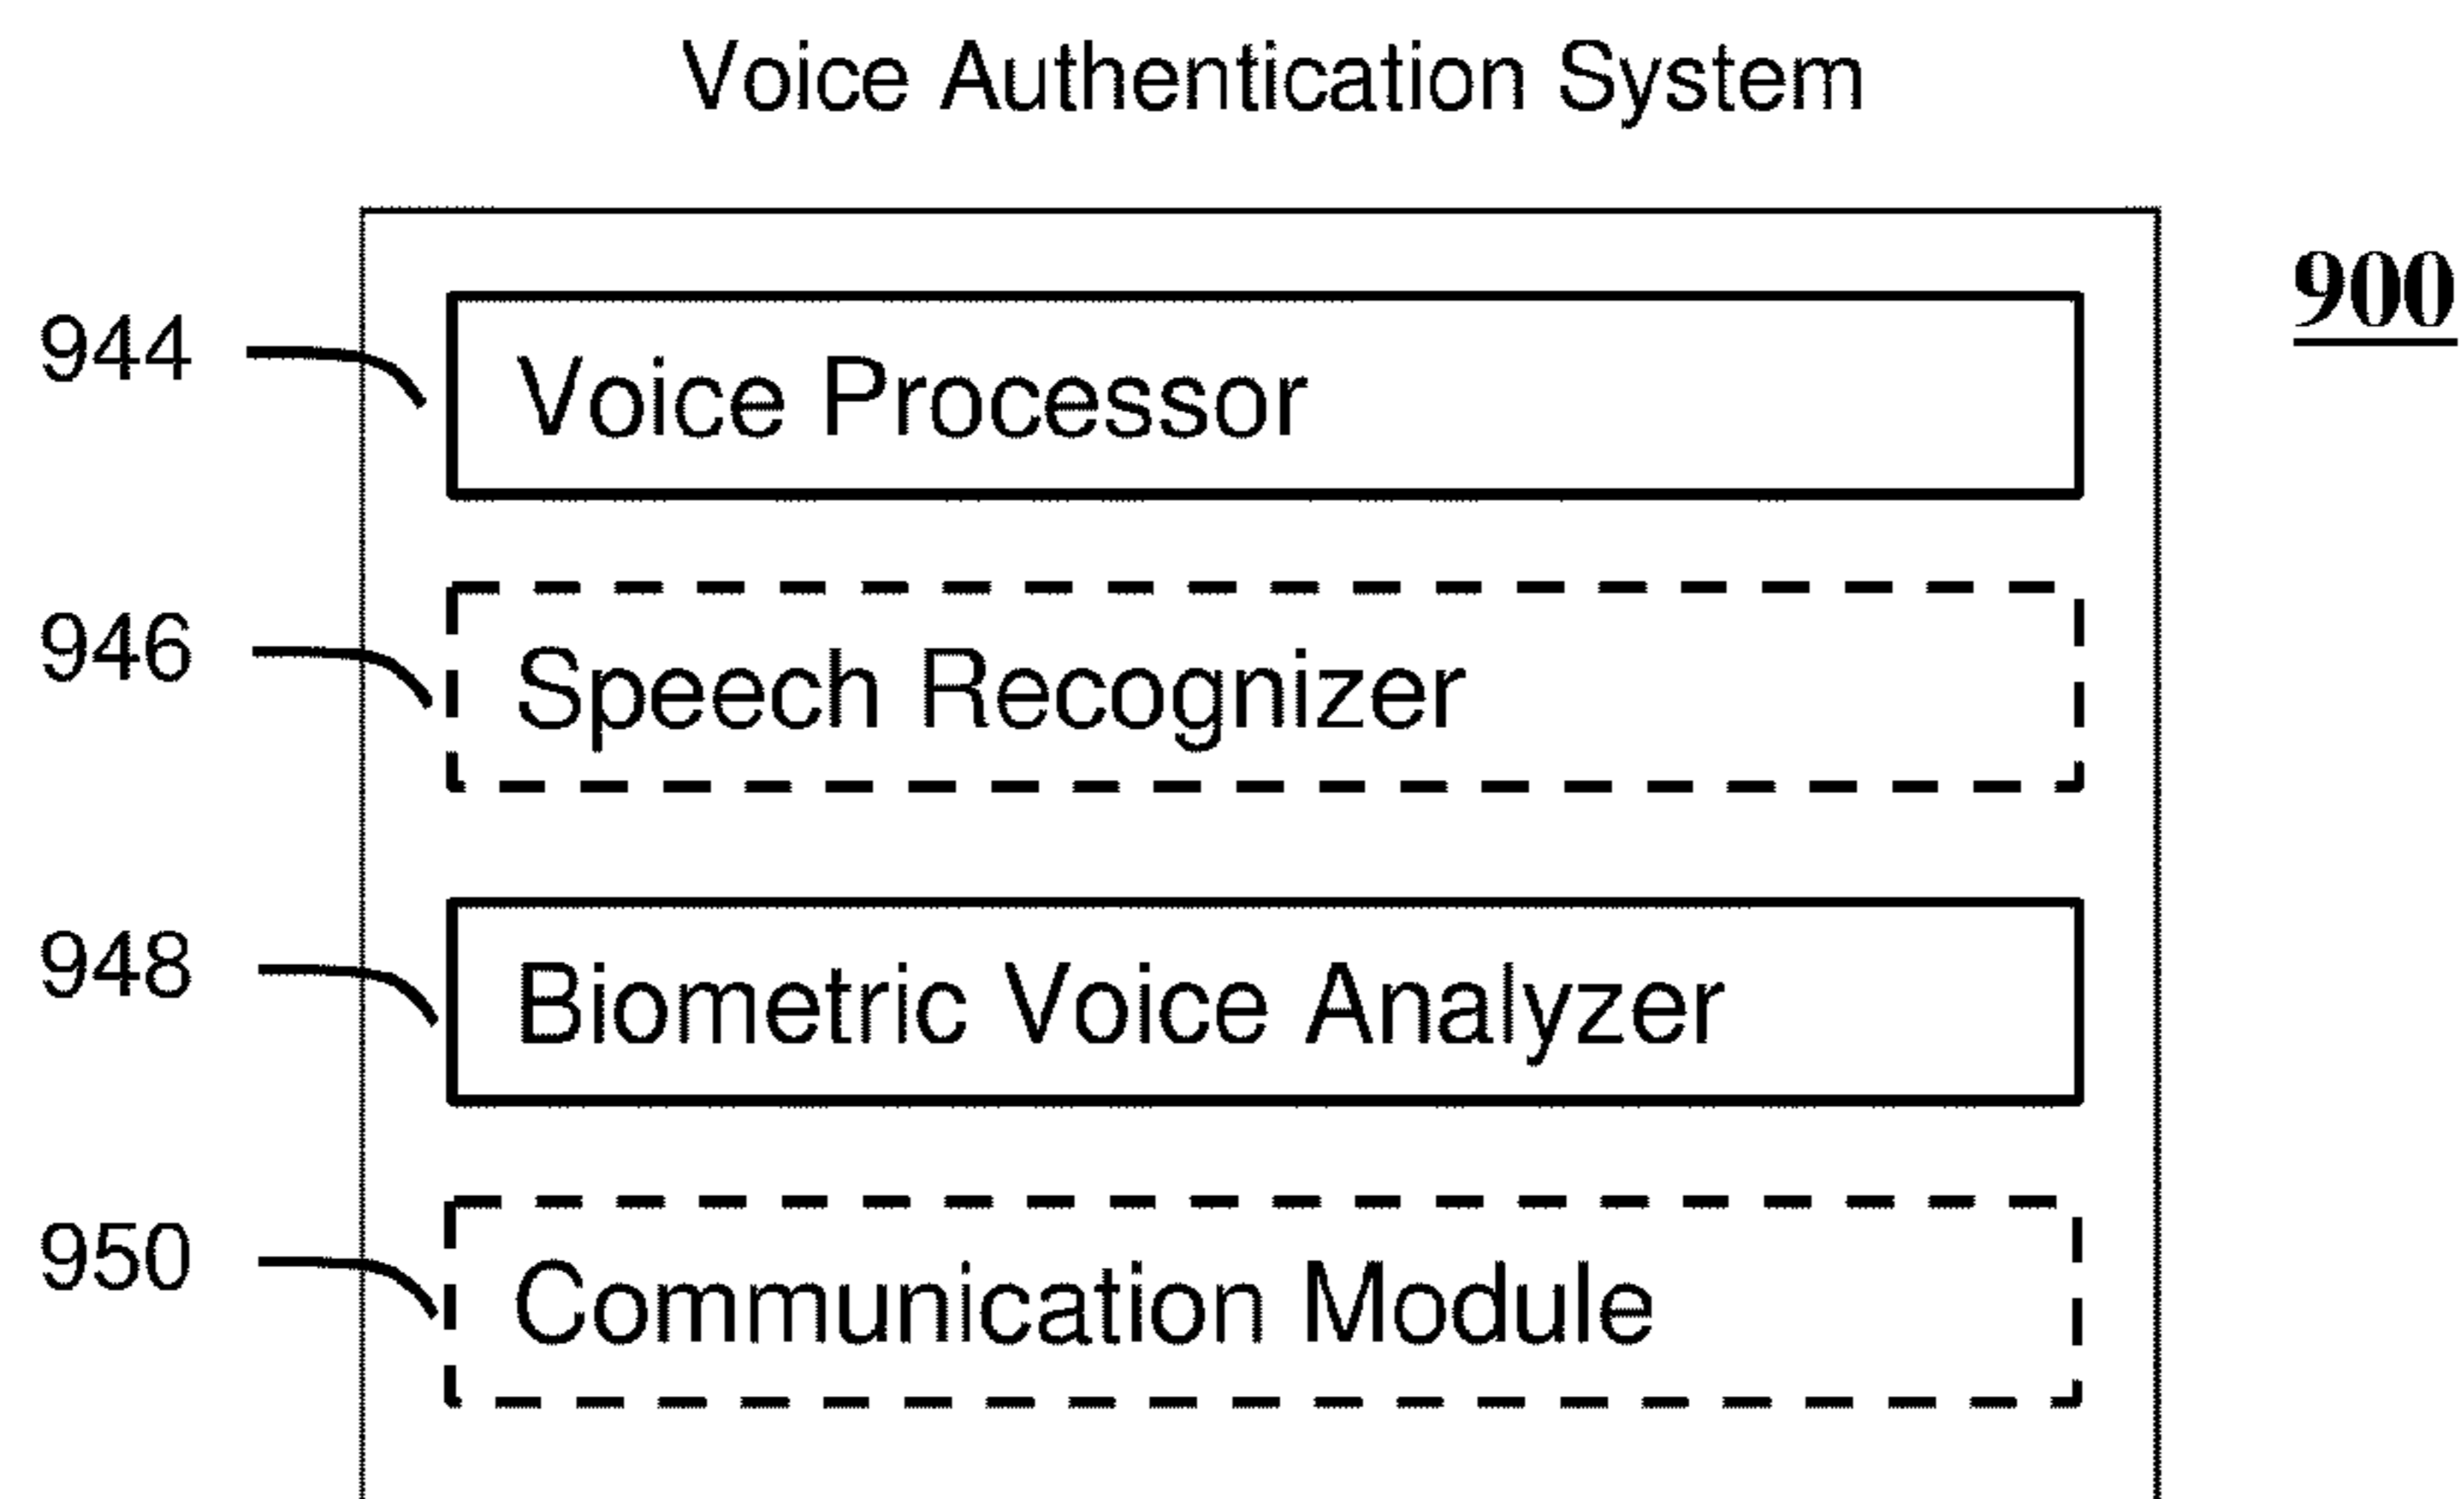 Voice Authentication System
900
944 Voice Processor
946 Speech Recognizer
948 Biometric Voice Analyzer
950 Communication Module